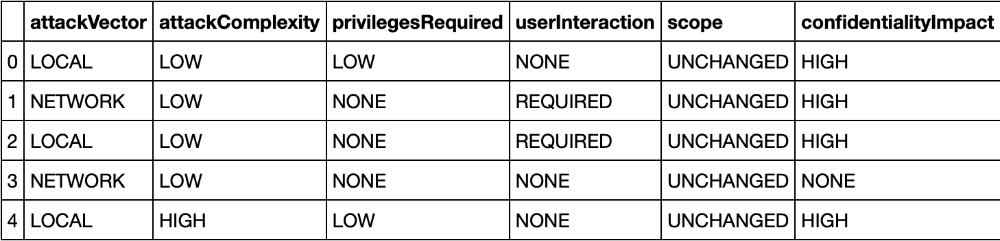 attackVector attackComplexity privilegesRequired userInteraction scope confidentialityImpact
0 LOCAL LOW LOW NONE UNCHANGED HIGH
1 NETWORK LOW NONE REQUIRED UNCHANGED HIGH
2 LOCAL LOW NONE REQUIRED UNCHANGED HIGH
3 NETWORK LOW NONE NONE UNCHANGED NONE
4 LOCAL HIGH LOW NONE UNCHANGED HIGH